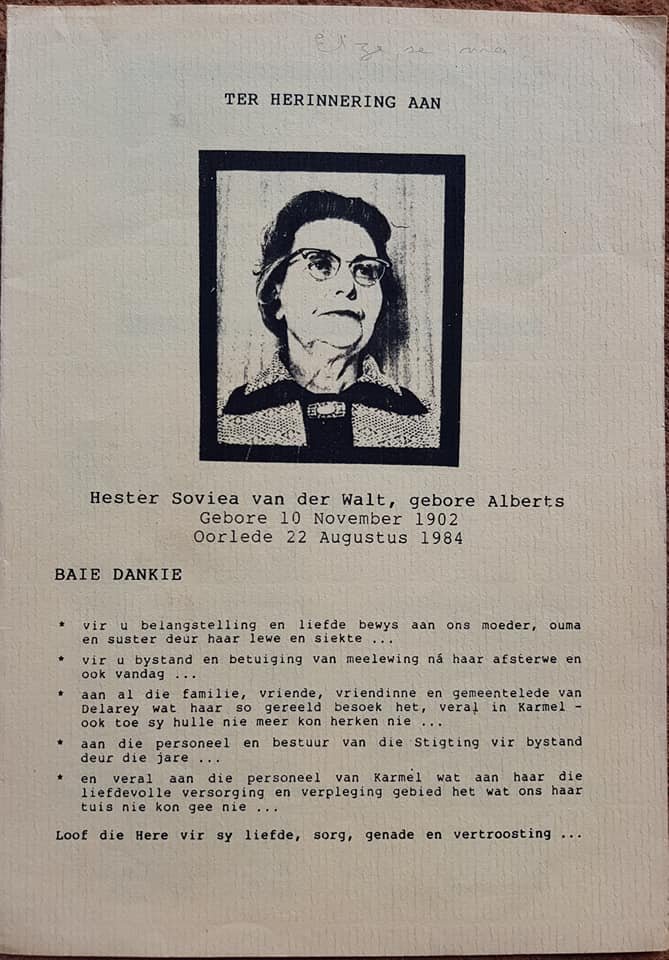 Elze se ma
TER HERINNERING AAN
Hester Soviea van der Walt, gebore Alberts
Gebore 10 November 1902
Oorlede 22 Augustus 1984
BAIE DANKIE
* vir u belangstelling en liefde bewys aan ons moeder, ouma
en suster deur haar lewe en siekte ...
* vir u bystand en betuiging van meelewing ná haar afsterwe en
ook vandag ...
* aan al die familie, vriende, vriendinne en gemeentelede van
Delarey wat haar so gereeld besoek het, veral in Karmel -
ook toe sy hulle nie meer kon herken nie ...
* aan die personeel en bestuur van die Stigting vir bystand
deur die jare ...
* en veral aan die personeel van Karmel wat aan haar die
liefdevolle versorging en verpleging gebied het wat ons haar
tuis nie kon gee nie ...
Loof die Here vir sy liefde, sorg, genade en vertroosting ...